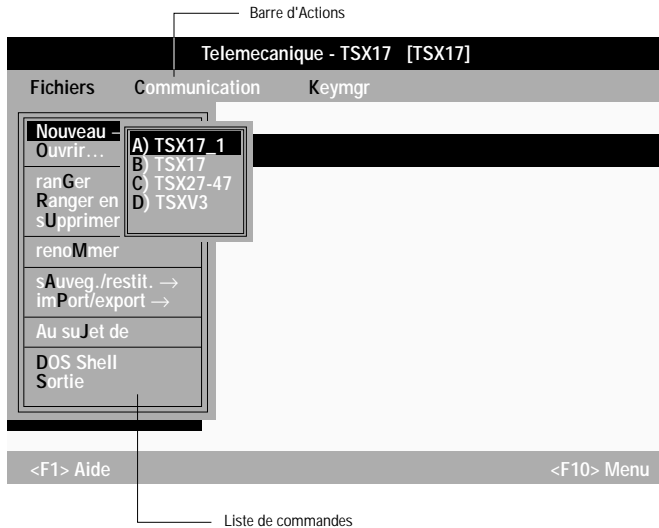 Barre d'Actions
Telemecanique - TSX17 [TSX17]
Fichiers Communication Keymgr
Nouveau –
Ouvrir…
A) TSX17_1
B) TSX17
C) TSX27-47
D) TSXV3
ranGer
Ranger en
sUpprimer
renoMmer
sAuveg./restit. →
imPort/export →
Au suJet de
DOS Shell
Sortie
<F1> Aide <F10> Menu
Liste de commandes